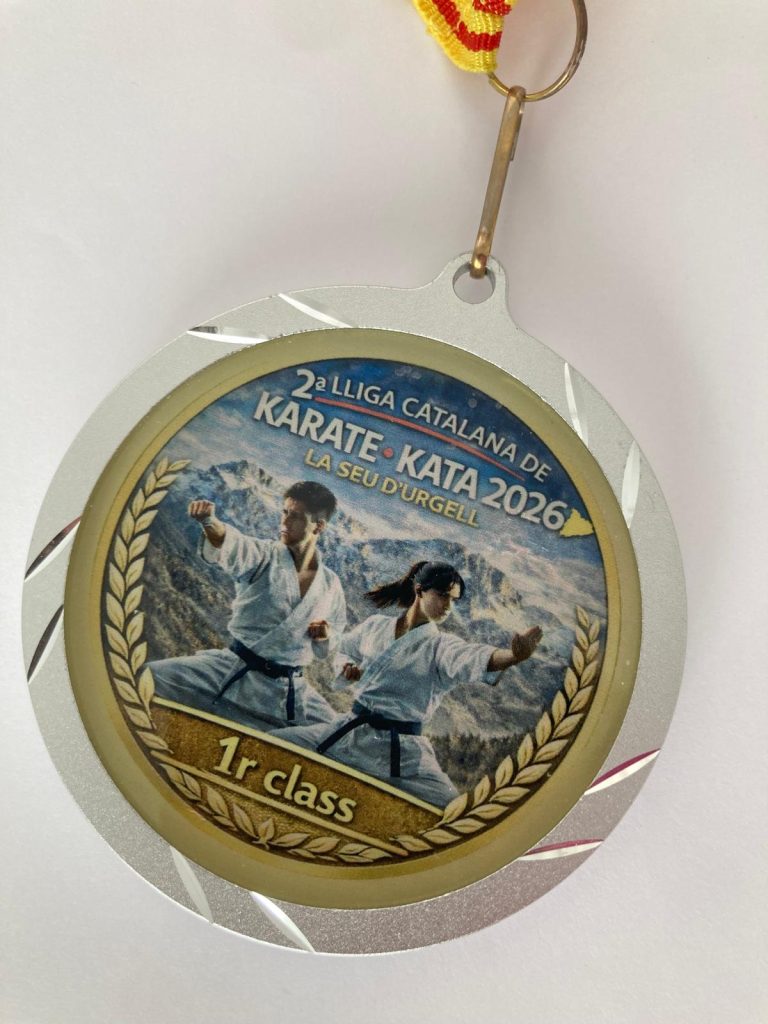 2ª LLIGA CATALANA DE
KARATE • KATA 2026
LA SEU D'URGELL
1r class